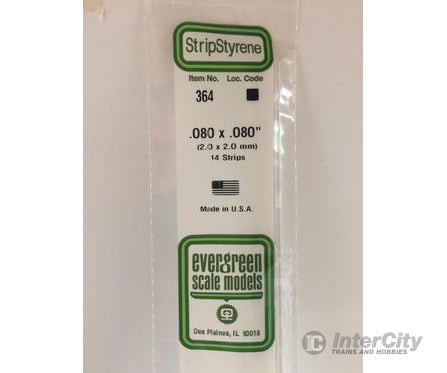 StripStyrene
Item No. Loc. Code
364
.080 x .080"
(2.0 x 2.0 mm)
14 Strips
Made in U.S.A.
evergreen
scale models
Des Plaines, IL 60018
InterCity
TRAINS AND HOBBIES